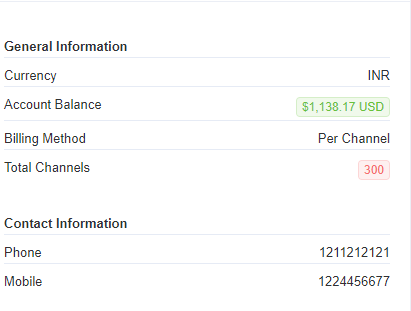 General Information
Currency INR
Account Balance $1,138.17 USD
Billing Method Per Channel
Total Channels 300
Contact Information
Phone 1211212121
Mobile 1224456677